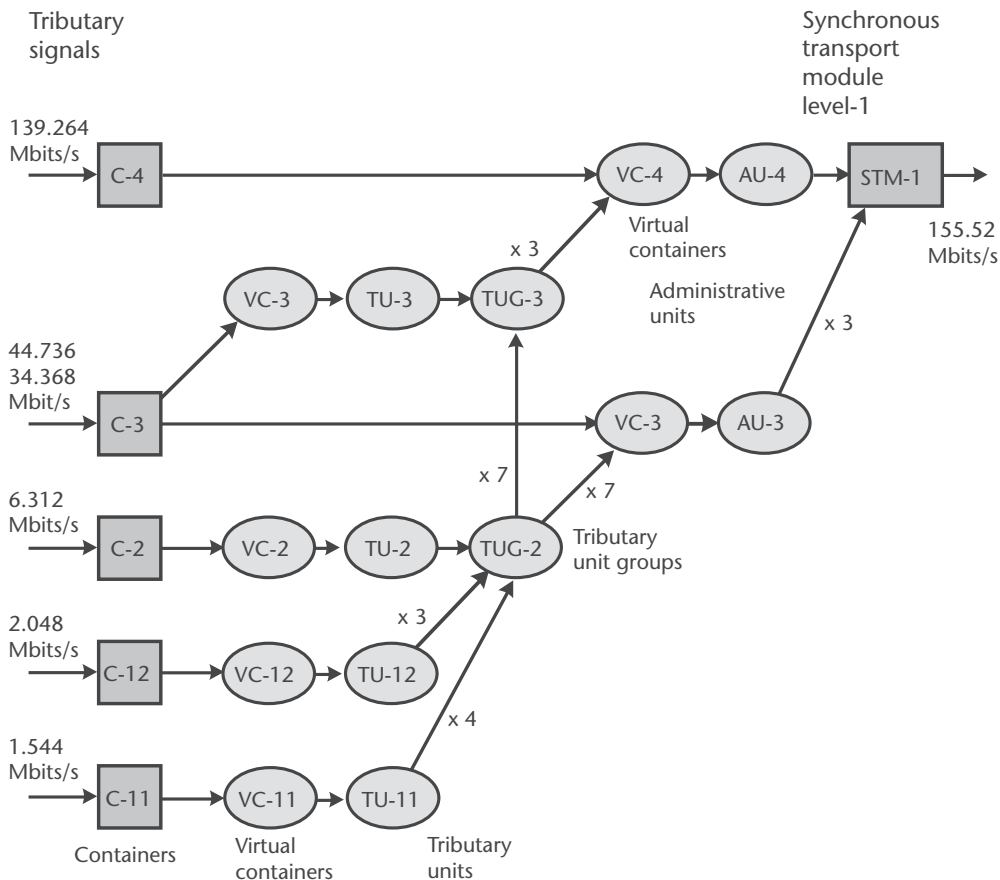 Tributary
signals
Synchronous
transport
module
level-1
139.264
Mbits/s
C-4
VC-4
AU-4
STM-1
155.52
Mbits/s
Virtual
containers
x 3
VC-3
TU-3
TUG-3
Administrative
units
x 3
44.736
34.368
Mbit/s
C-3
VC-3
AU-3
x 7
x 7
6.312
Mbits/s
C-2
VC-2
TU-2
TUG-2
Tributary
unit groups
x 3
2.048
Mbits/s
C-12
VC-12
TU-12
x 4
1.544
Mbits/s
C-11
VC-11
TU-11
Containers
Virtual
containers
Tributary
units